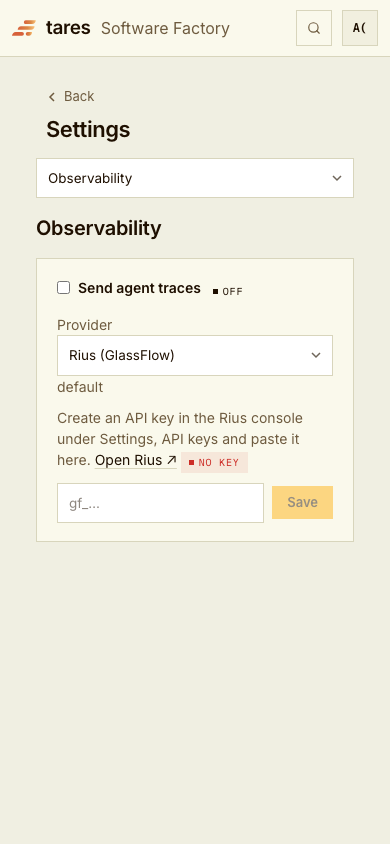 tares Software Factory A(
Back
Settings
Observability
Observability
Send agent traces OFF
Provider
Rius (GlassFlow)
default
Create an API key in the Rius console
under Settings, API keys and paste it
here. Open Rius ↗ NO KEY
gf_... Save